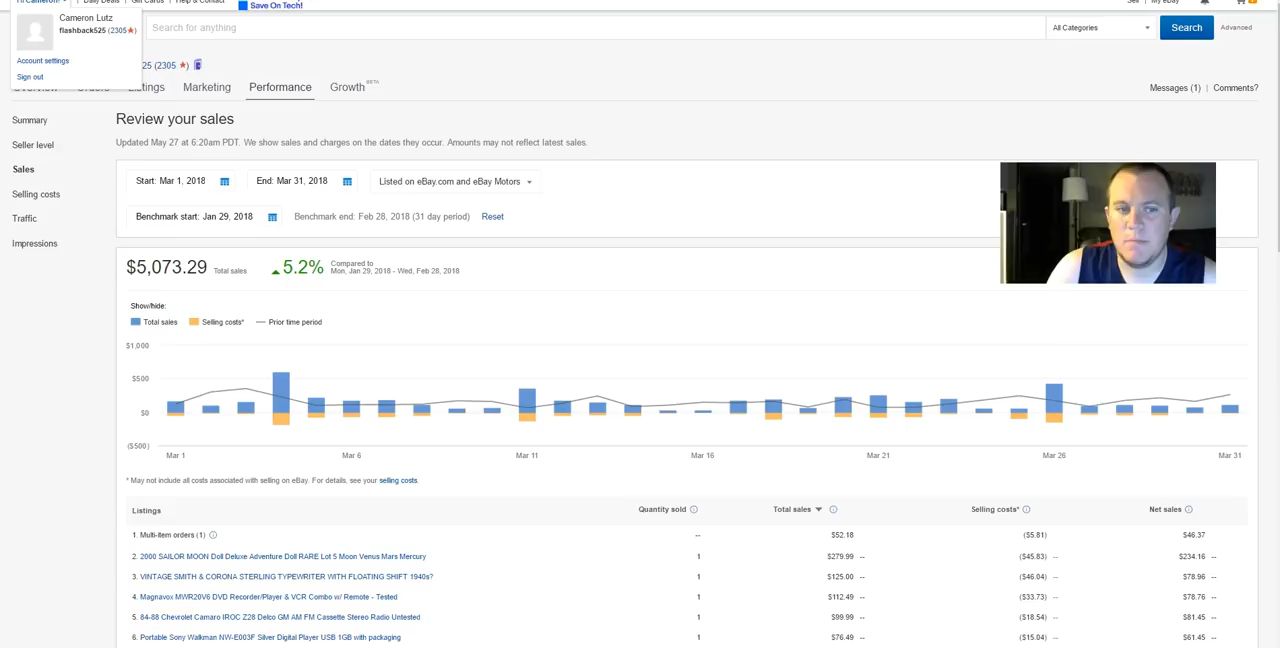 Hi Cameron! Daily Deals Gift Cards Help & Contact Save On Tech! Sell My eBay
Cameron Lutz
flashback525 (2305★)
Account settings
Sign out
Search for anything All Categories Search Advanced
25 (2305 ★)
Listings Marketing Performance Growth BETA Messages (1) | Comments?
Summary
Seller level
Sales
Selling costs
Traffic
Impressions
Review your sales
Updated May 27 at 6:20am PDT. We show sales and charges on the dates they occur. Amounts may not reflect latest sales.
Start: Mar 1, 2018 End: Mar 31, 2018 Listed on eBay.com and eBay Motors
Benchmark start: Jan 29, 2018 Benchmark end: Feb 28, 2018 (31 day period) Reset
$5,073.29 Total sales 5.2% Compared to
Mon, Jan 29, 2018 - Wed, Feb 28, 2018
Show/hide:
Total sales Selling costs* Prior time period
$1,000
$500
$0
($500)
Mar 1 Mar 6 Mar 11 Mar 16 Mar 21 Mar 26 Mar 31
* May not include all costs associated with selling on eBay. For details, see your selling costs
Listings Quantity sold Total sales Selling costs* Net sales
1. Multi-item orders (1) -- $52.18 ($5.81) $46.37
2. 2000 SAILOR MOON Doll Deluxe Adventure Doll RARE Lot 5 Moon Venus Mars Mercury 1 $279.99 -- ($45.83) -- $234.16 --
3. VINTAGE SMITH & CORONA STERLING TYPEWRITER WITH FLOATING SHIFT 1940s? 1 $125.00 -- ($46.04) -- $78.96 --
4. Magnavox MWR20V6 DVD Recorder/Player & VCR Combo w/ Remote - Tested 1 $112.49 -- ($33.73) -- $78.76 --
5. 84-88 Chevrolet Camaro IROC Z28 Delco GM AM FM Cassette Stereo Radio Untested 1 $99.99 -- ($18.54) -- $81.45 --
6. Portable Sony Walkman NW-E003F Silver Digital Player USB 1GB with packaging 1 $76.49 -- ($15.04) -- $61.45 --